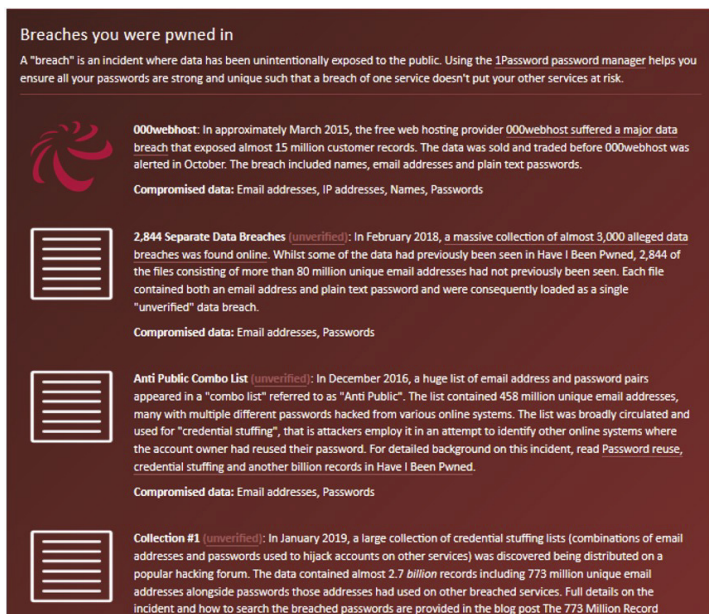 Breaches you were pwned in
A "breach" is an incident where data has been unintentionally exposed to the public. Using the 1Password password manager helps you
ensure all your passwords are strong and unique such that a breach of one service doesn't put your other services at risk.
000webhost: In approximately March 2015, the free web hosting provider 000webhost suffered a major data
breach that exposed almost 15 million customer records. The data was sold and traded before 000webhost was
alerted in October. The breach included names, email addresses and plain text passwords.
Compromised data: Email addresses, IP addresses, Names, Passwords
2,844 Separate Data Breaches (unverified): In February 2018, a massive collection of almost 3,000 alleged data
breaches was found online. Whilst some of the data had previously been seen in Have I Been Pwned, 2,844 of
the files consisting of more than 80 million unique email addresses had not previously been seen. Each file
contained both an email address and plain text password and were consequently loaded as a single
"unverified" data breach.
Compromised data: Email addresses, Passwords
Anti Public Combo List (unverified): In December 2016, a huge list of email address and password pairs
appeared in a "combo list" referred to as "Anti Public". The list contained 458 million unique email addresses,
many with multiple different passwords hacked from various online systems. The list was broadly circulated and
used for "credential stuffing", that is attackers employ it in an attempt to identify other online systems where
the account owner had reused their password. For detailed background on this incident, read Password reuse,
credential stuffing and another billion records in Have I Been Pwned.
Compromised data: Email addresses, Passwords
Collection #1 (unverified): In January 2019, a large collection of credential stuffing lists (combinations of email
addresses and passwords used to hijack accounts on other services) was discovered being distributed on a
popular hacking forum. The data contained almost 2.7 billion records including 773 million unique email
addresses alongside passwords those addresses had used on other breached services. Full details on the
incident and how to search the breached passwords are provided in the blog post The 773 Million Record